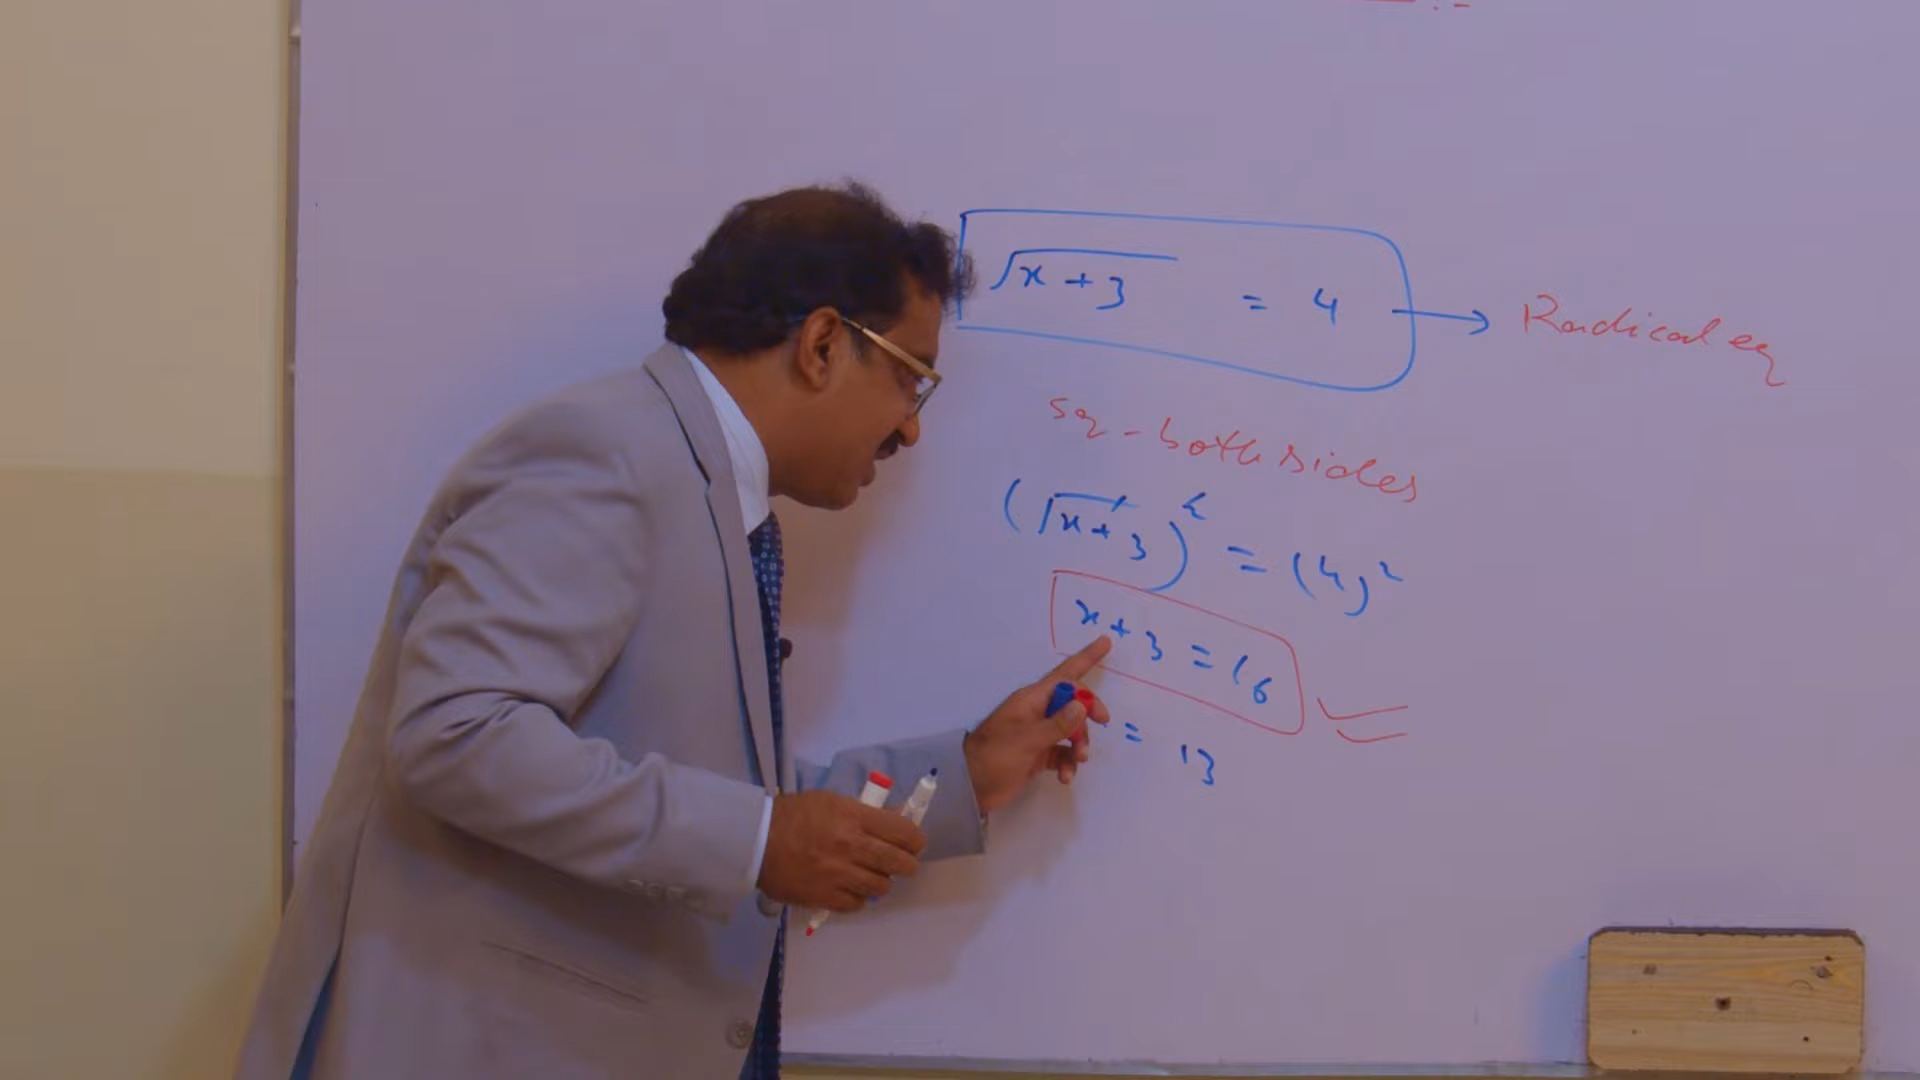 √(x + 3) = 4 → Radical eq
sq - both sides
(√(x + 3))² = (4)²
x + 3 = 16
= 13